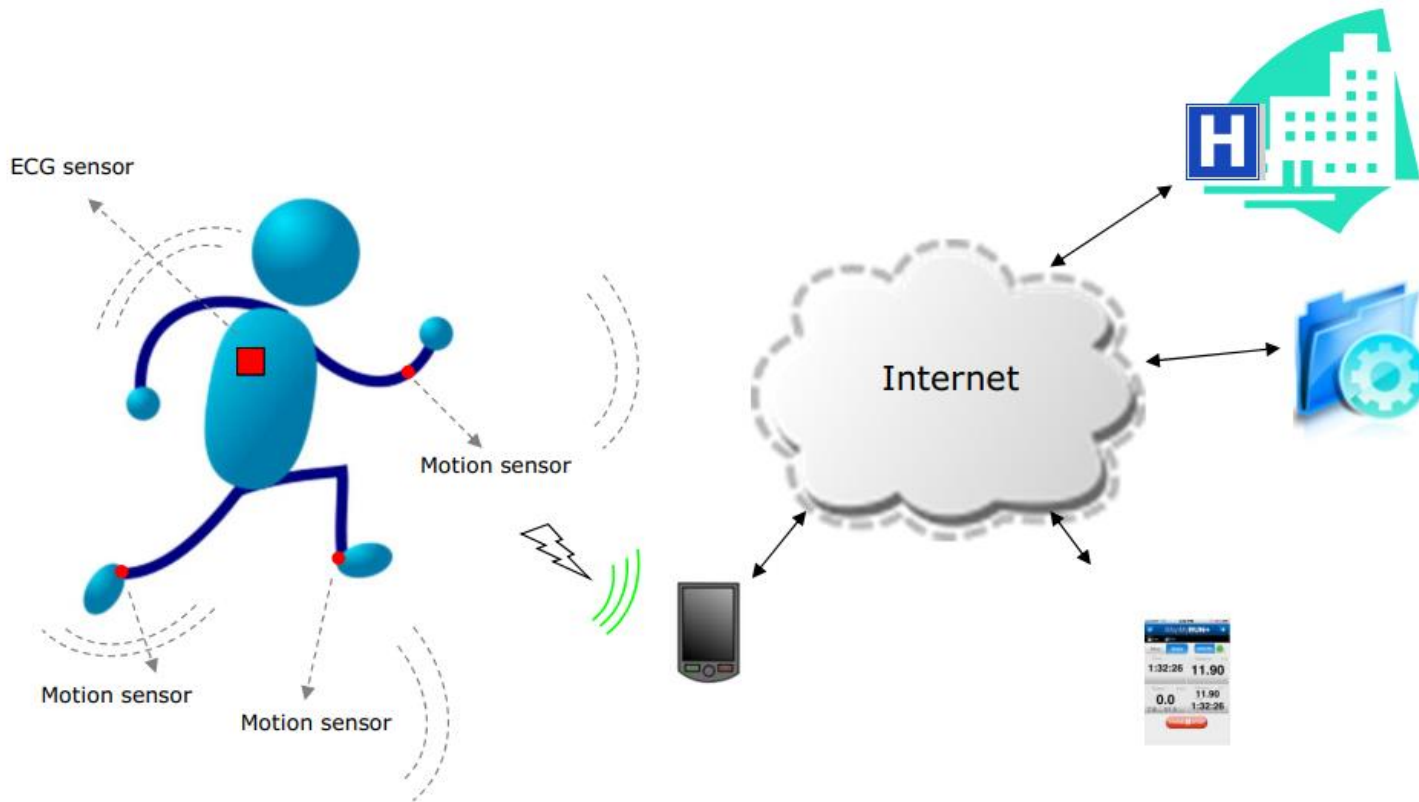 ECG sensor
Motion sensor
Motion sensor
Motion sensor
Internet
H
1:32:26 11.90
0.0
11.90
1:32:26